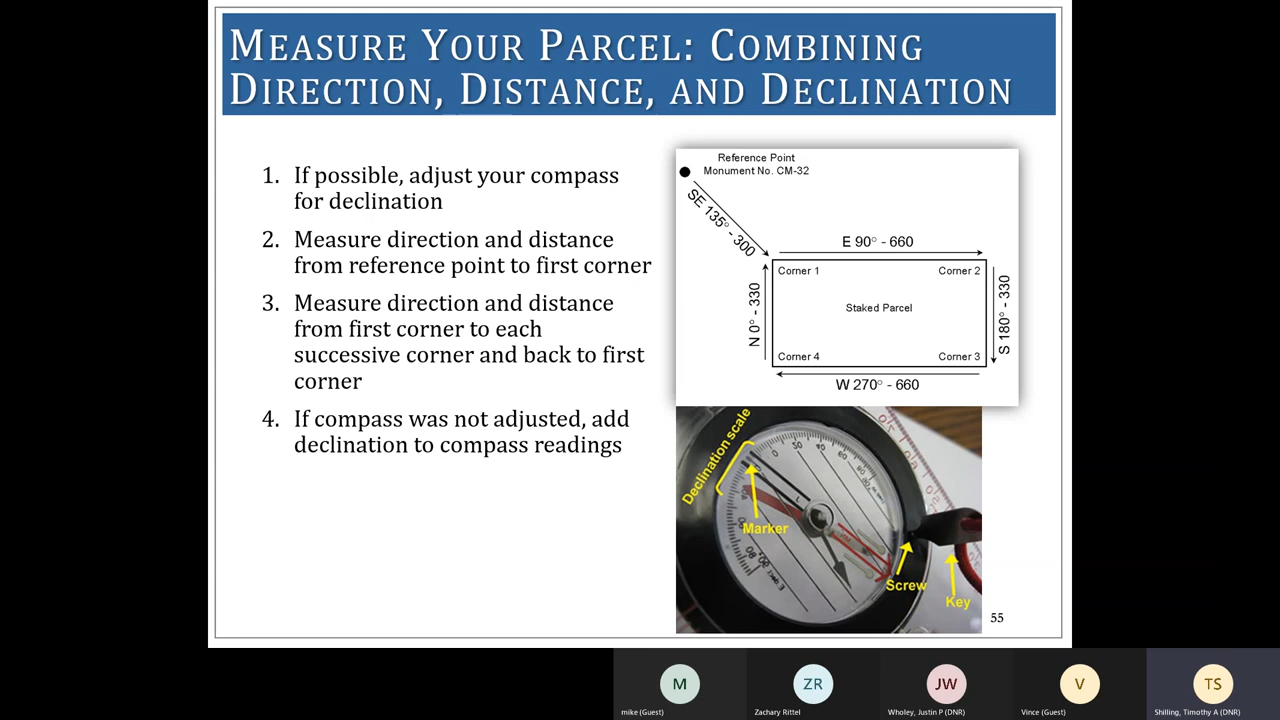 MEASURE YOUR PARCEL: COMBINING
DIRECTION, DISTANCE, AND DECLINATION
1. If possible, adjust your compass
for declination
2. Measure direction and distance
from reference point to first corner
3. Measure direction and distance
from first corner to each
successive corner and back to first
corner
4. If compass was not adjusted, add
declination to compass readings
Reference Point
Monument No. CM-32
SE 135° - 300
E 90° - 660
Corner 1
Corner 2
N 0° - 330
Staked Parcel
S 180° - 330
Corner 4
Corner 3
W 270° - 660
Declination scale
0 20 40 60 80
Marker
Screw
Key
55
M
ZR
JW
V
TS
mike (Guest)
Zachary Rittel
Wholey, Justin P (DNR)
Vince (Guest)
Shilling, Timothy A (DNR)